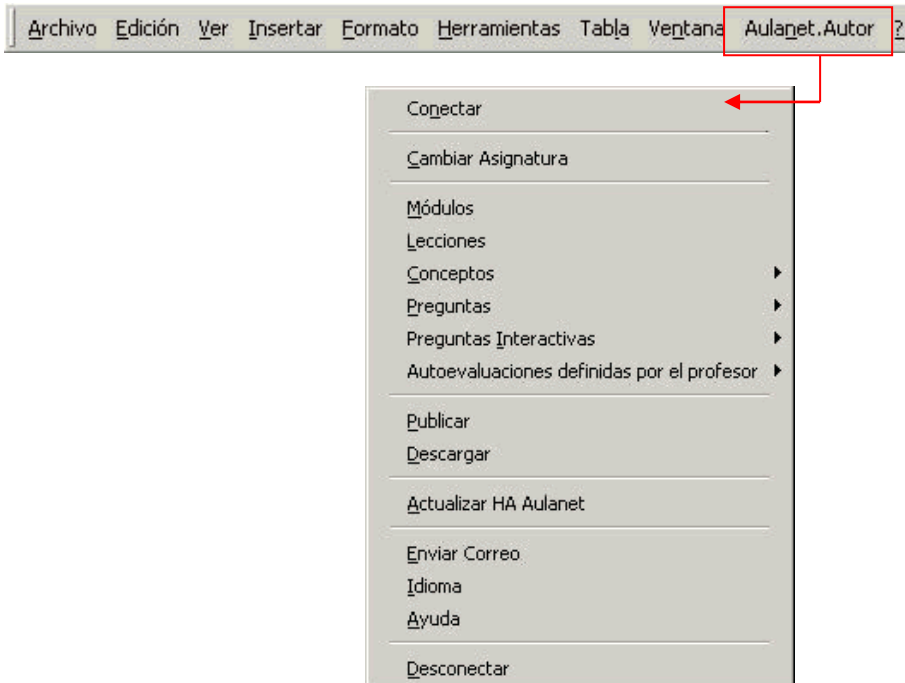 Archivo Edición Ver Insertar Formato Herramientas Tabla Ventana Aulanet.Autor ?
Conectar
Cambiar Asignatura
Módulos
Lecciones
Conceptos
Preguntas
Preguntas Interactivas
Autoevaluaciones definidas por el profesor
Publicar
Descargar
Actualizar HA Aulanet
Enviar Correo
Idioma
Ayuda
Desconectar